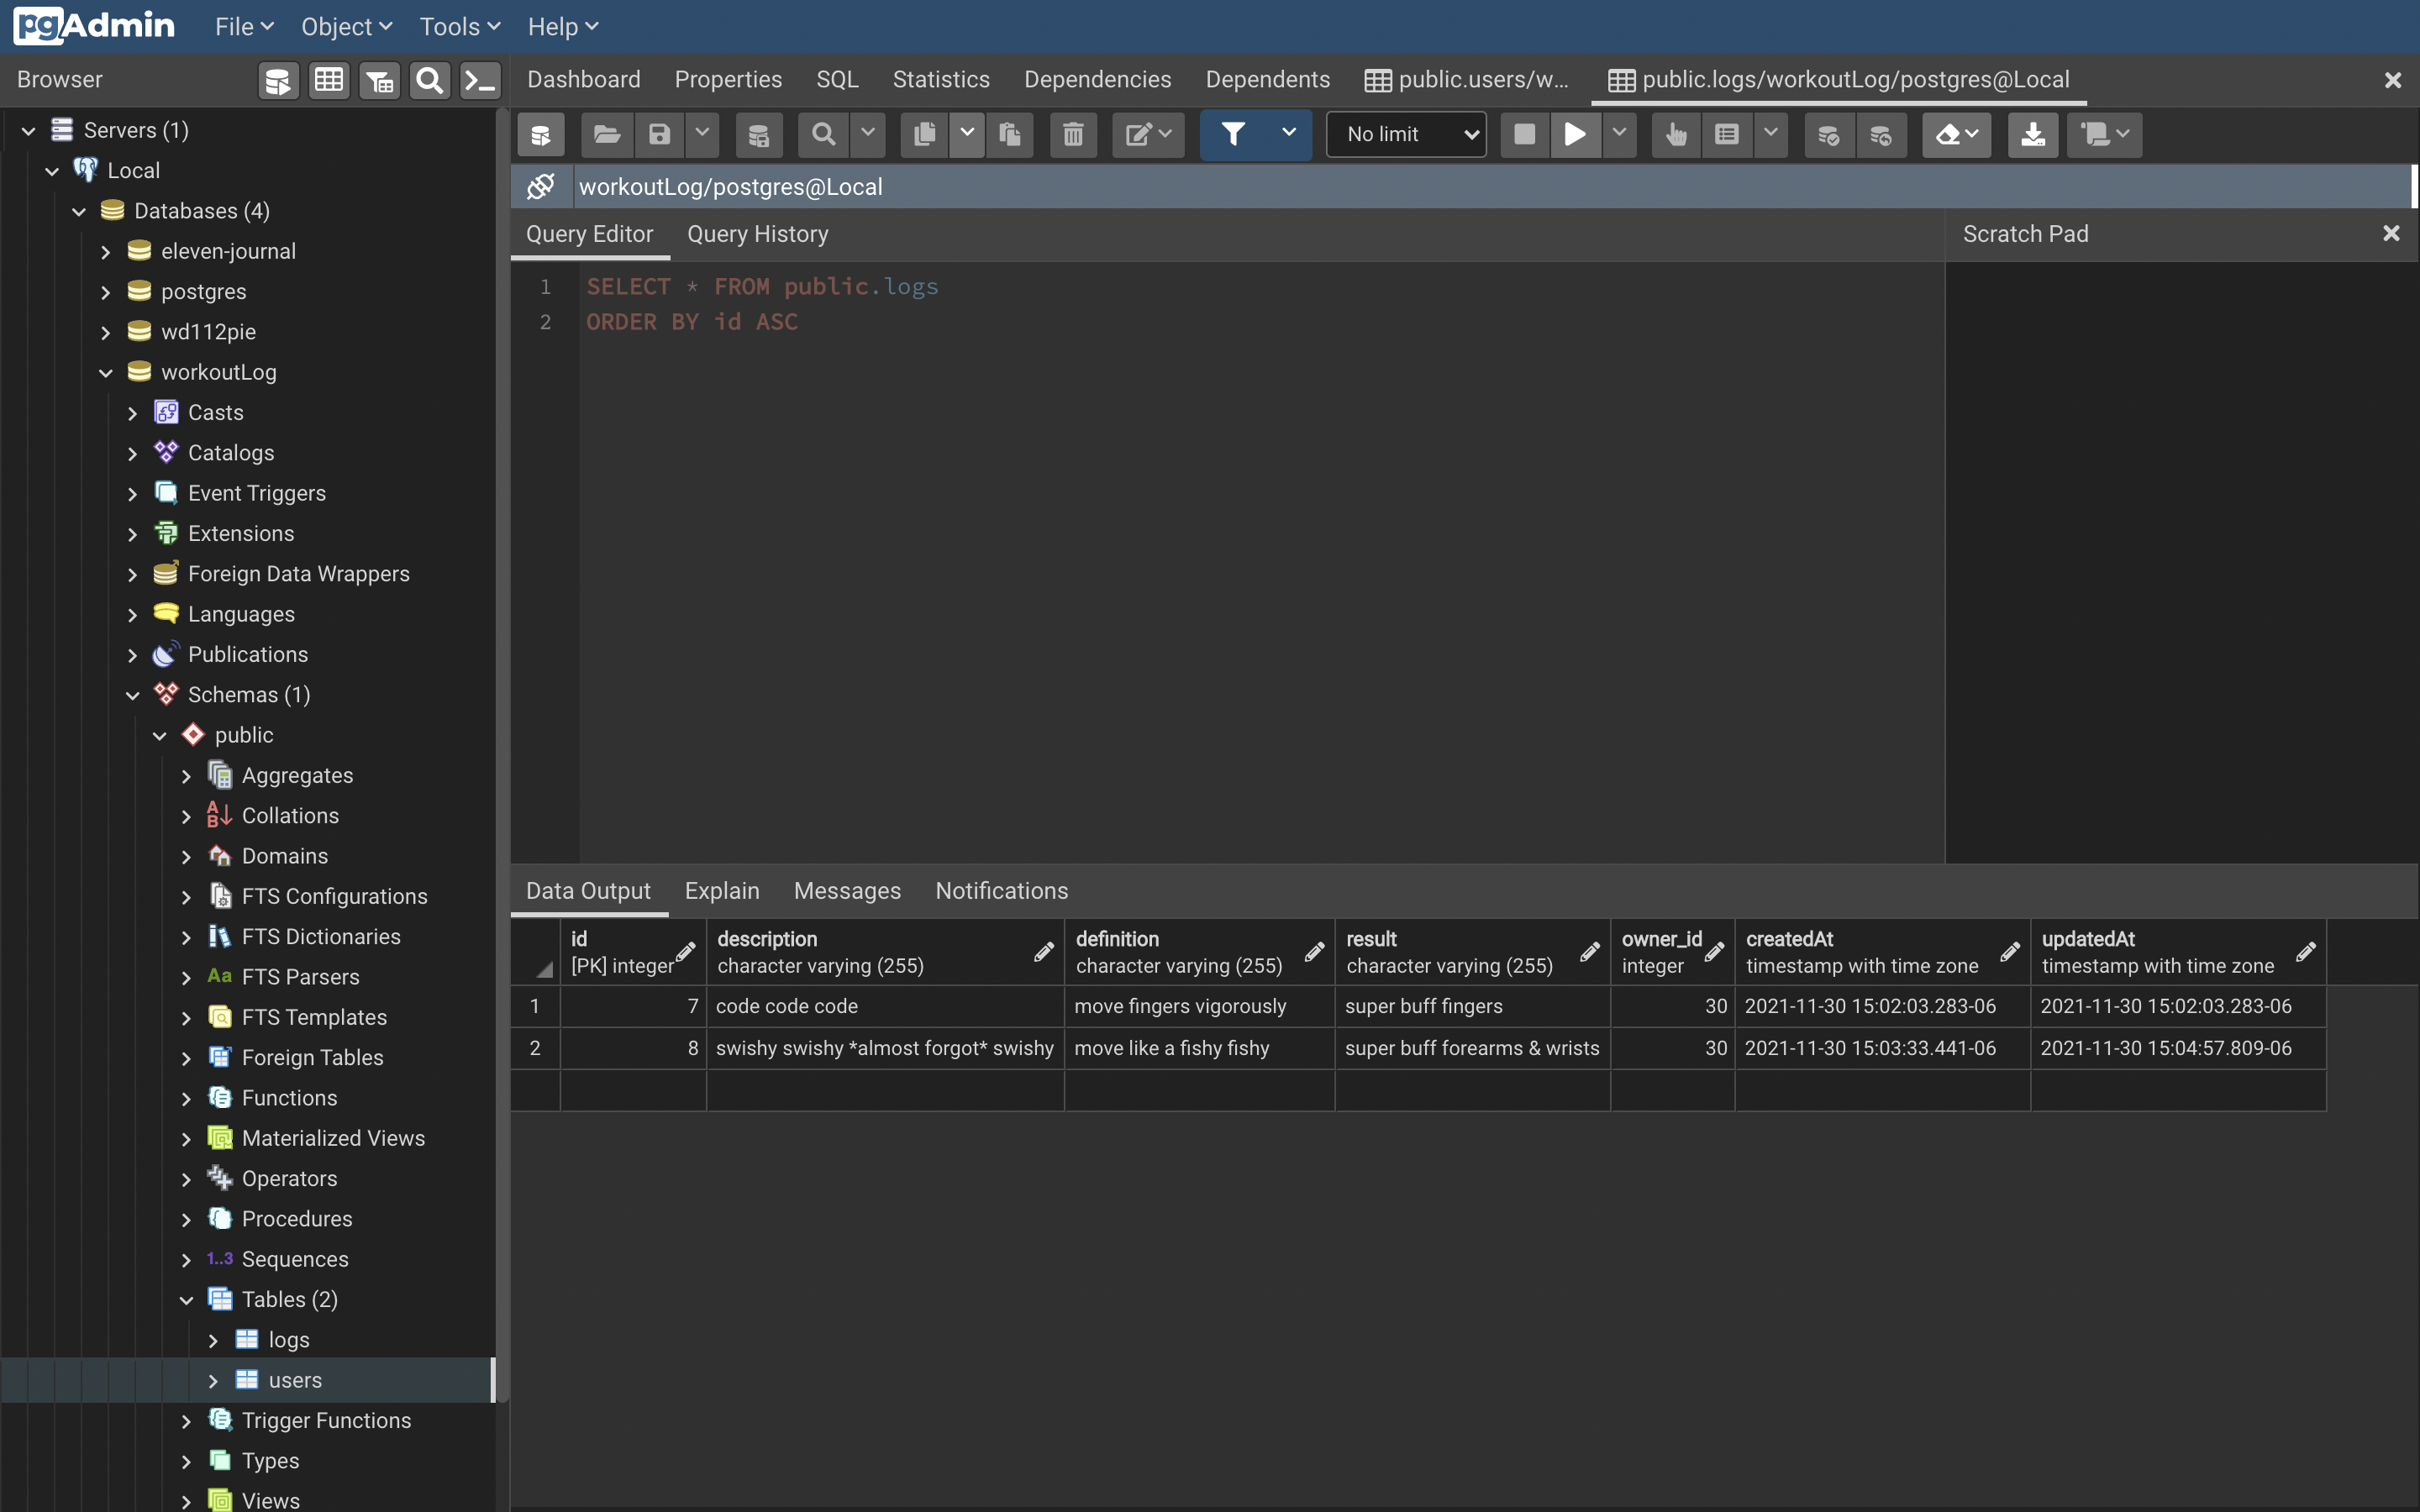 pgAdmin File Object Tools Help
Browser
Dashboard Properties SQL Statistics Dependencies Dependents public.users/w... public.logs/workoutLog/postgres@Local
Servers (1)
Local
Databases (4)
eleven-journal
postgres
wd112pie
workoutLog
Casts
Catalogs
Event Triggers
Extensions
Foreign Data Wrappers
Languages
Publications
Schemas (1)
public
Aggregates
Collations
Domains
FTS Configurations
FTS Dictionaries
Aa FTS Parsers
FTS Templates
Foreign Tables
Functions
Materialized Views
Operators
Procedures
1..3 Sequences
Tables (2)
logs
users
Trigger Functions
Types
Views
No limit
workoutLog/postgres@Local
Query Editor Query History
Scratch Pad
1 SELECT * FROM public.logs
2 ORDER BY id ASC
Data Output Explain Messages Notifications
id description definition result owner_id createdAt updatedAt
[PK] integer character varying (255) character varying (255) character varying (255) integer timestamp with time zone timestamp with time zone
1 7 code code code move fingers vigorously super buff fingers 30 2021-11-30 15:02:03.283-06 2021-11-30 15:02:03.283-06
2 8 swishy swishy *almost forgot* swishy move like a fishy fishy super buff forearms & wrists 30 2021-11-30 15:03:33.441-06 2021-11-30 15:04:57.809-06